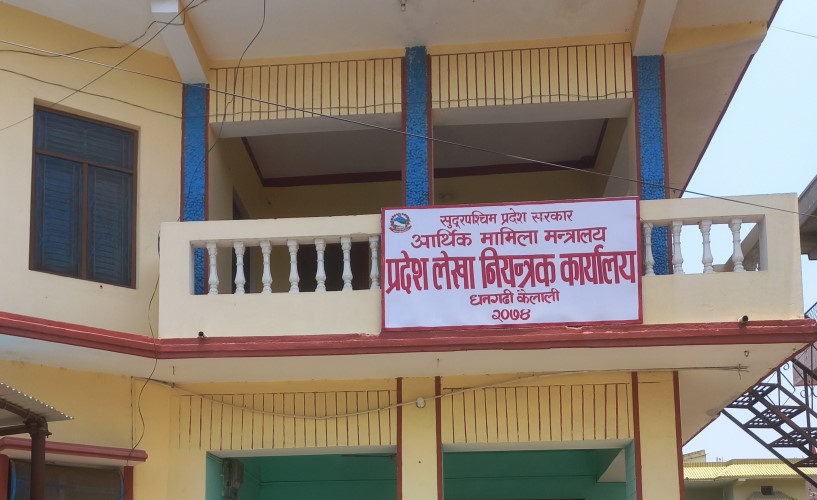 सुदूरपश्चिम प्रदेश सरकार
आर्थिक मामिला मन्त्रालय
प्रदेश लेखा नियन्त्रक कार्यालय
धनगढी कैलाली
२०७४